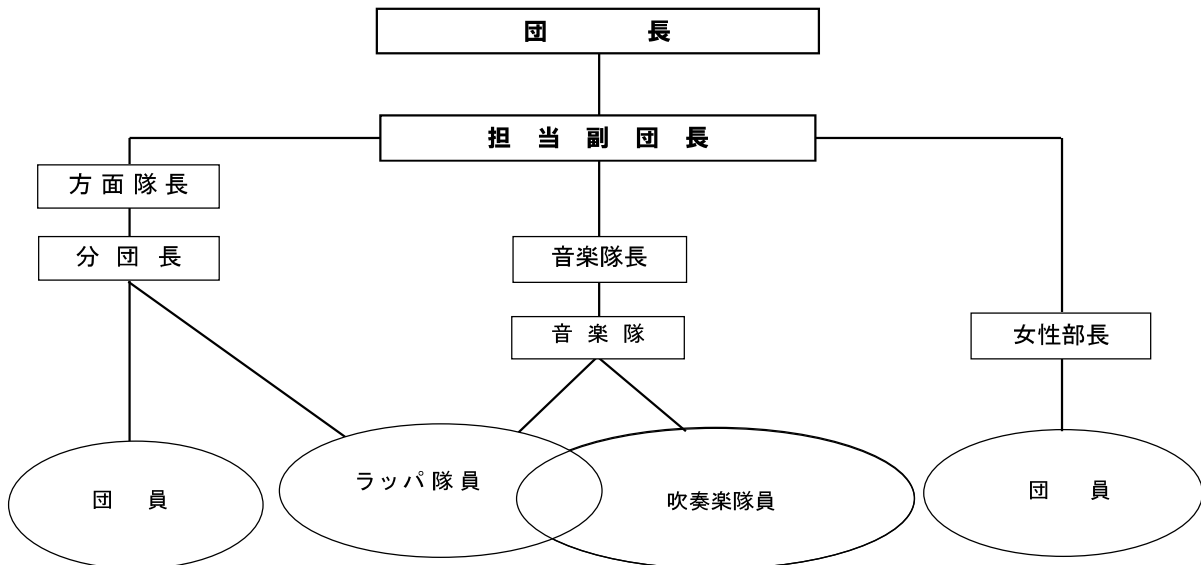 団長
担当副団長
方面隊長
分団長
音楽隊長
音楽隊
女性部長
団員
ラッパ隊員
吹奏楽隊員
団員